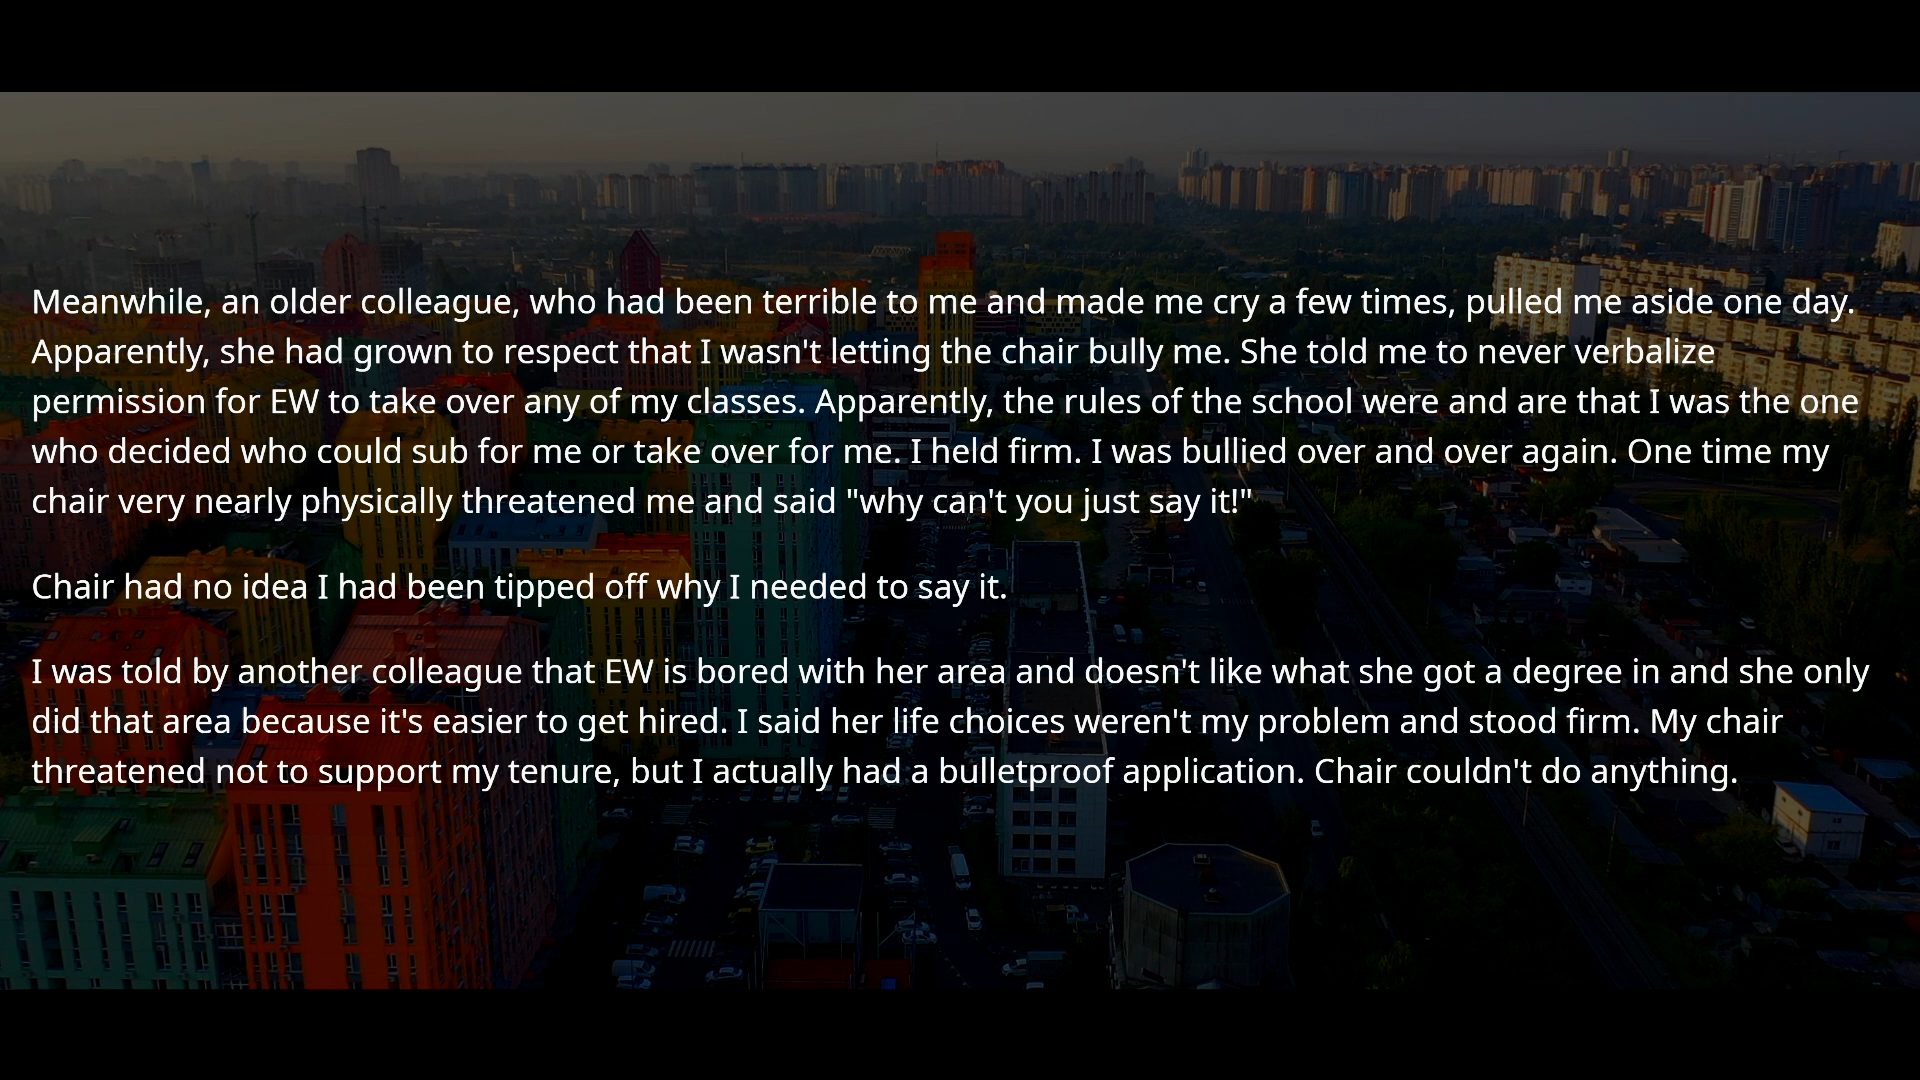 Meanwhile, an older colleague, who had been terrible to me and made me cry a few times, pulled me aside one day.
Apparently, she had grown to respect that I wasn't letting the chair bully me. She told me to never verbalize
permission for EW to take over any of my classes. Apparently, the rules of the school were and are that I was the one
who decided who could sub for me or take over for me. I held firm. I was bullied over and over again. One time my
chair very nearly physically threatened me and said "why can't you just say it!"
Chair had no idea I had been tipped off why I needed to say it.
I was told by another colleague that EW is bored with her area and doesn't like what she got a degree in and she only
did that area because it's easier to get hired. I said her life choices weren't my problem and stood firm. My chair
threatened not to support my tenure, but I actually had a bulletproof application. Chair couldn't do anything.